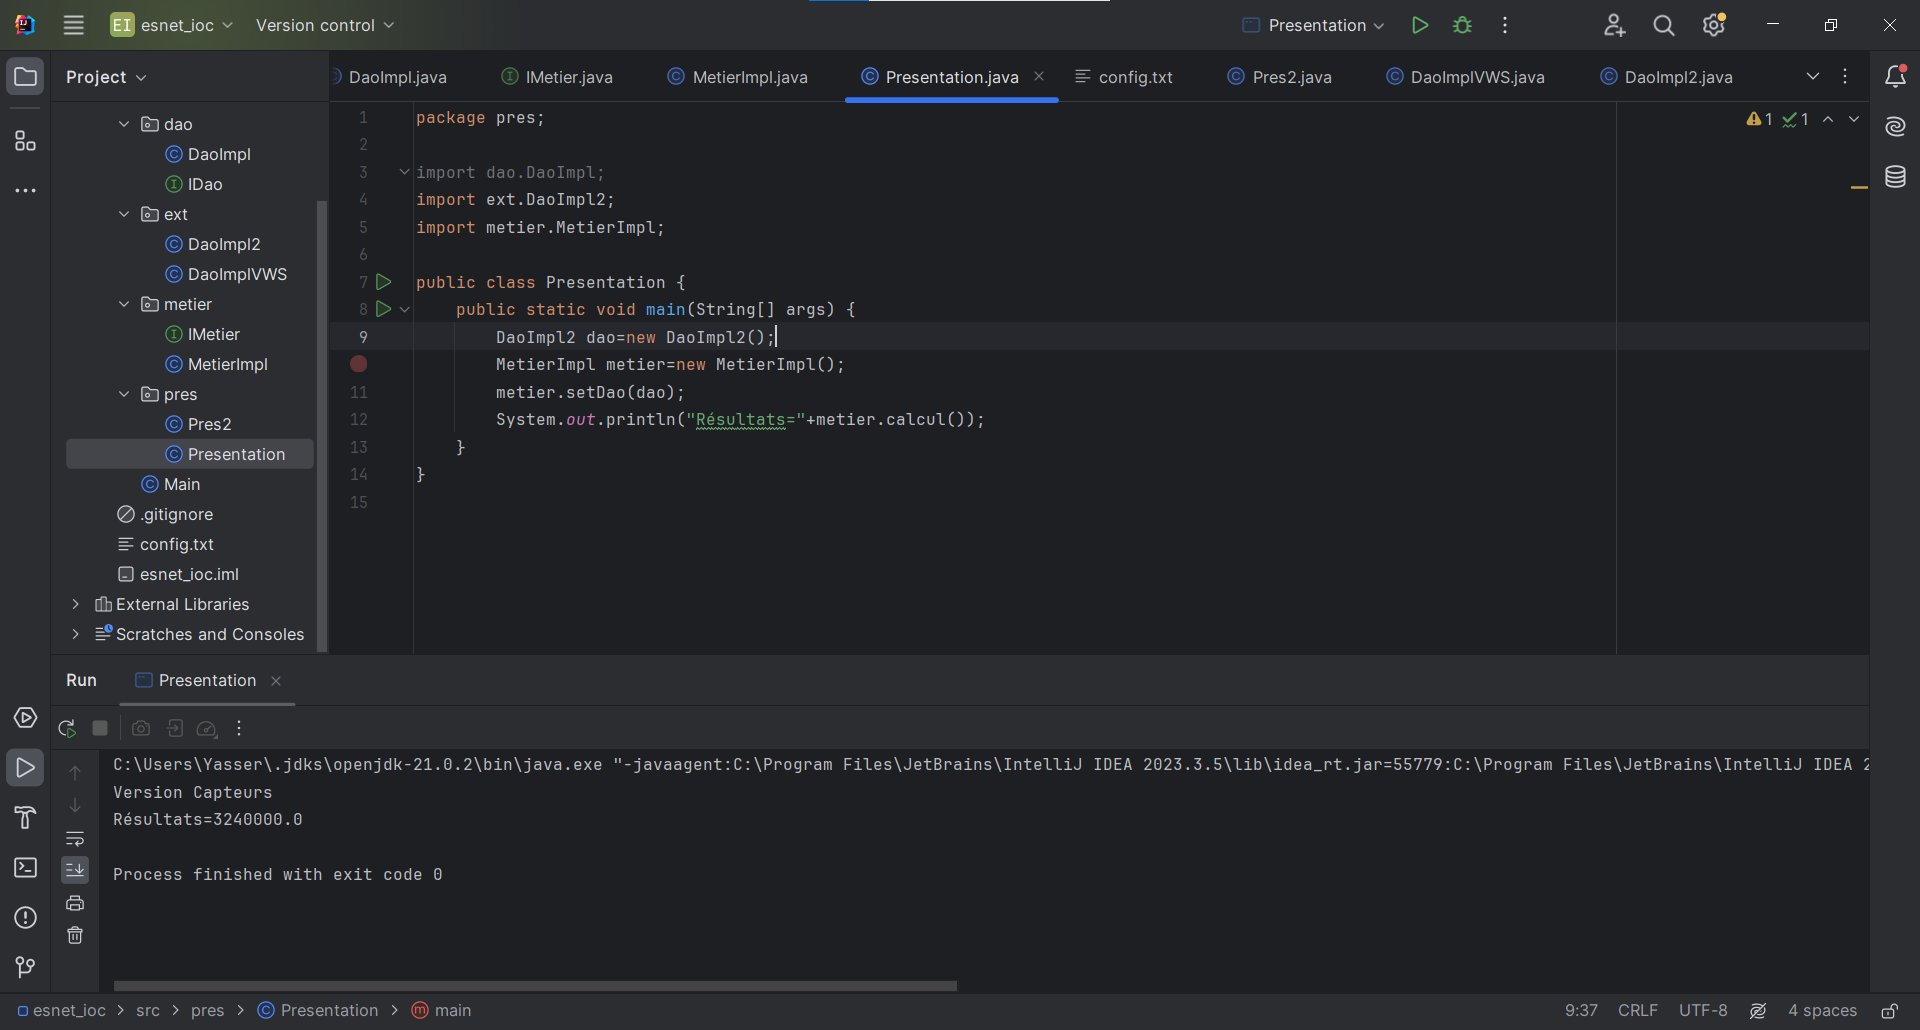 EI esnet_ioc Version control Presentation
Project
DaoImpl.java IMetier.java MetierImpl.java Presentation.java config.txt Pres2.java DaoImplVWS.java DaoImpl2.java
dao
DaoImpl
IDao
ext
DaoImpl2
DaoImplVWS
metier
IMetier
MetierImpl
pres
Pres2
Presentation
Main
.gitignore
config.txt
esnet_ioc.iml
External Libraries
Scratches and Consoles
1 package pres;
2
3 import dao.DaoImpl;
4 import ext.DaoImpl2;
5 import metier.MetierImpl;
6
7 public class Presentation {
8 public static void main(String[] args) {
9 DaoImpl2 dao=new DaoImpl2();
MetierImpl metier=new MetierImpl();
11 metier.setDao(dao);
12 System.out.println("Résultats="+metier.calcul());
13 }
14 }
15
1 1
Run Presentation
C:\Users\Yasser\.jdks\openjdk-21.0.2\bin\java.exe "-javaagent:C:\Program Files\JetBrains\IntelliJ IDEA 2023.3.5\lib\idea_rt.jar=55779:C:\Program Files\JetBrains\IntelliJ IDEA 2
Version Capteurs
Résultats=3240000.0
Process finished with exit code 0
esnet_ioc > src > pres > Presentation > main
9:37 CRLF UTF-8 4 spaces